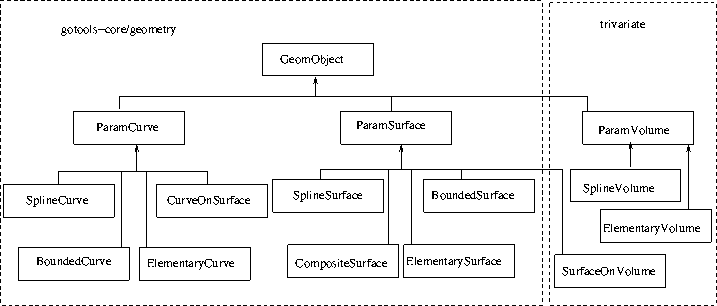 gotools-core/geometry
trivariate
GeomObject
ParamCurve
ParamSurface
ParamVolume
SplineCurve
CurveOnSurface
SplineSurface
BoundedSurface
SplineVolume
ElementaryVolume
BoundedCurve
ElementaryCurve
CompositeSurface
ElementarySurface
SurfaceOnVolume